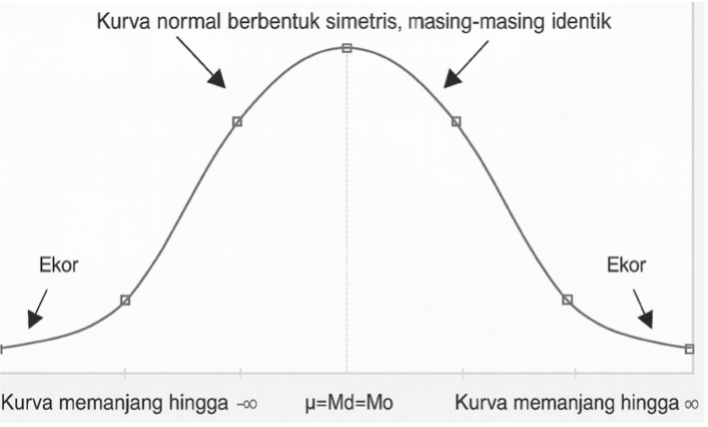 Kurva normal berbentuk simetris, masing-masing identik
Ekor
Ekor
Kurva memanjang hingga -∞
μ=Md=Mo
Kurva memanjang hingga ∞